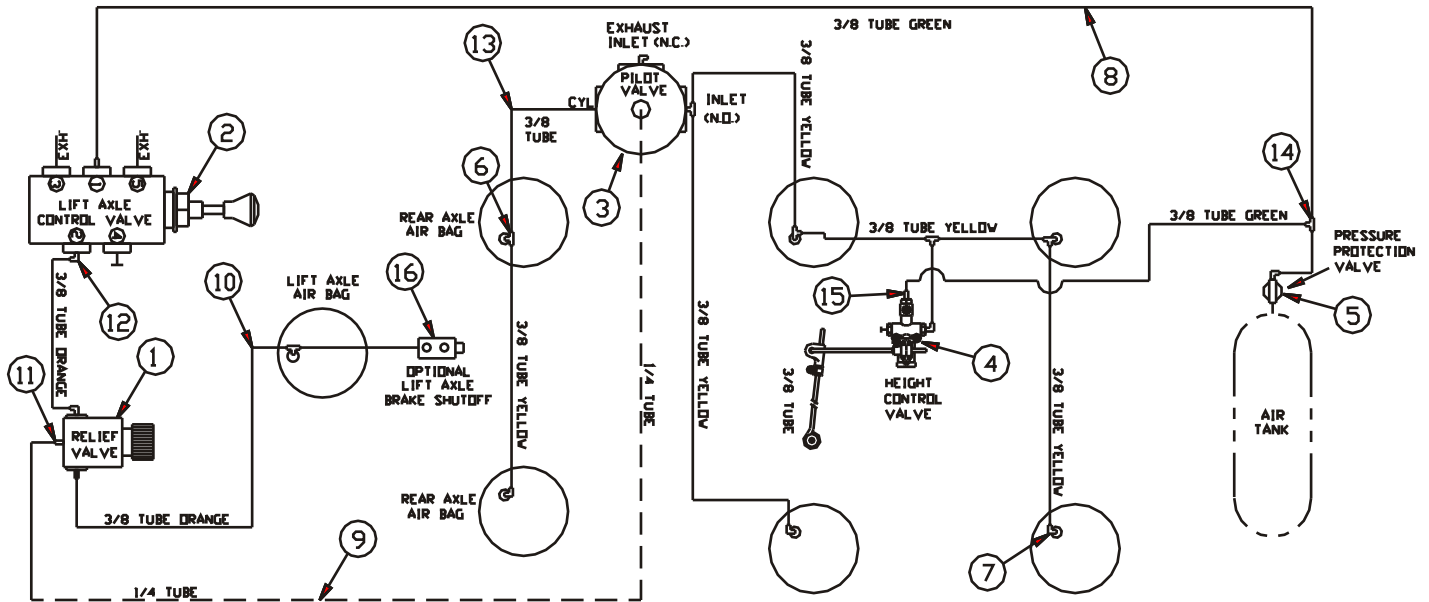 3/8 TUBE GREEN
8
13
EXHAUST
INLET (N.C.)
PILOT
VALVE
CYL
INLET
(N.O.)
3/8
TUBE
3/8 TUBE YELLOW
EXH.
EXH.
2
3
1
5
LIFT AXLE
CONTROL VALVE
2
4
6
3
14
REAR AXLE
AIR BAG
3/8 TUBE YELLOW
3/8 TUBE GREEN
PRESSURE
PROTECTION
VALVE
12
3/8 TUBE ORANGE
10
LIFT AXLE
AIR BAG
16
15
5
11
1
OPTIONAL
LIFT AXLE
BRAKE SHUTOFF
3/8 TUBE YELLOW
1/4 TUBE
3/8 TUBE YELLOW
3/8 TUBE
4
HEIGHT
CONTROL
VALVE
3/8 TUBE YELLOW
AIR
TANK
RELIEF
VALVE
REAR AXLE
AIR BAG
3/8 TUBE ORANGE
9
7
1/4 TUBE